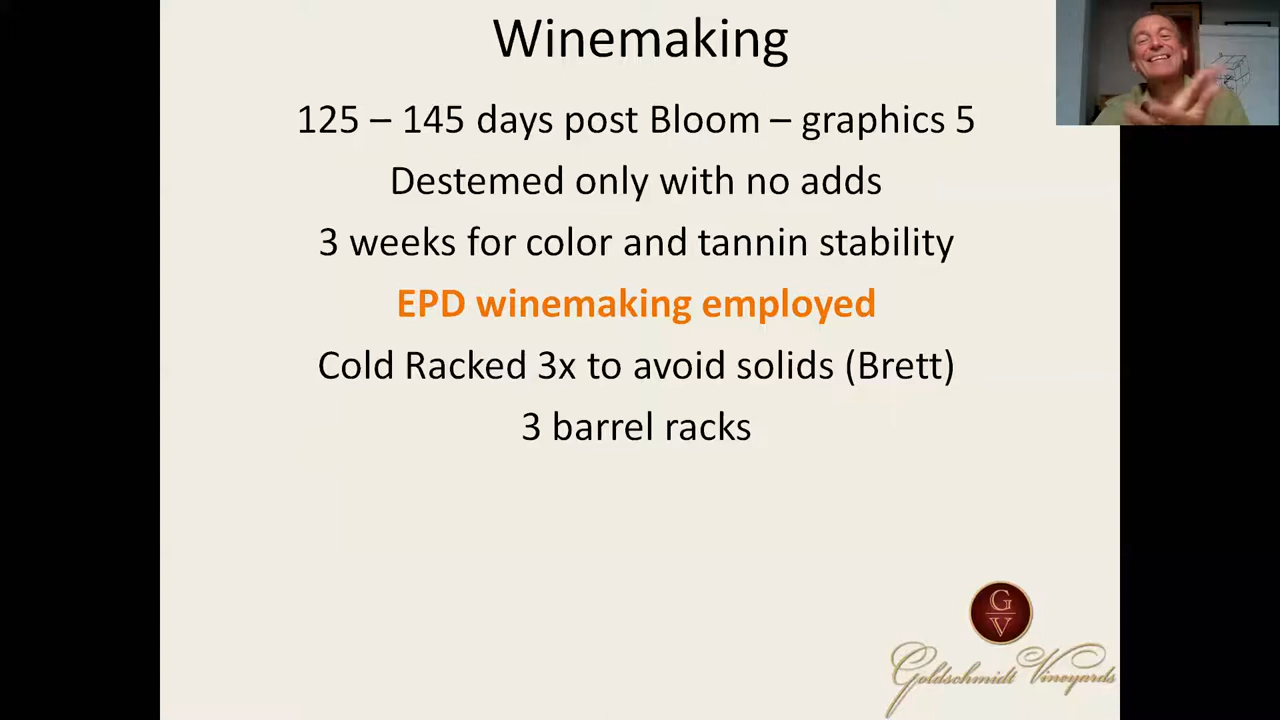 Winemaking
125 – 145 days post Bloom – graphics 5
Destemed only with no adds
3 weeks for color and tannin stability
EPD winemaking employed
Cold Racked 3x to avoid solids (Brett)
3 barrel racks
G
V
Goldschmidt Vineyards